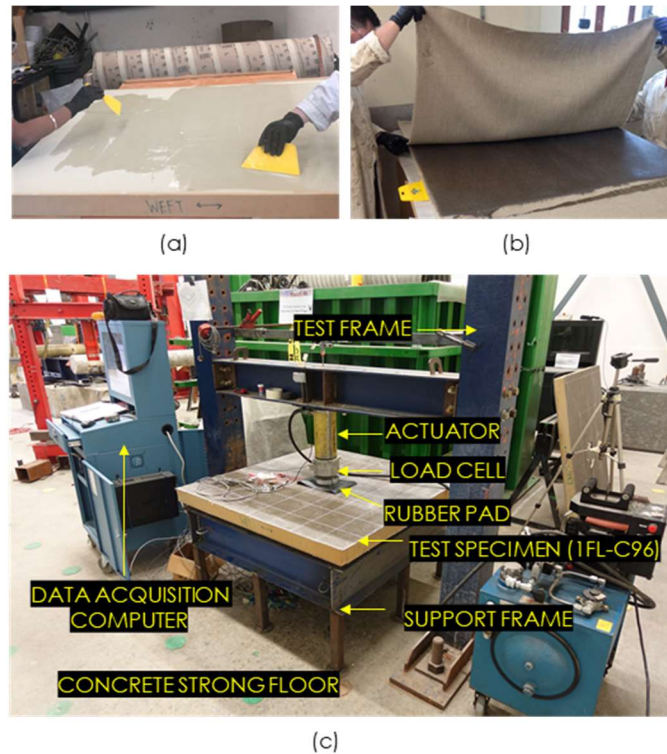 WEFT ↔
(a)
(b)
TEST FRAME
ACTUATOR
LOAD CELL
RUBBER PAD
TEST SPECIMEN (1FL-C96)
DATA ACQUISITION
COMPUTER
SUPPORT FRAME
CONCRETE STRONG FLOOR
(c)